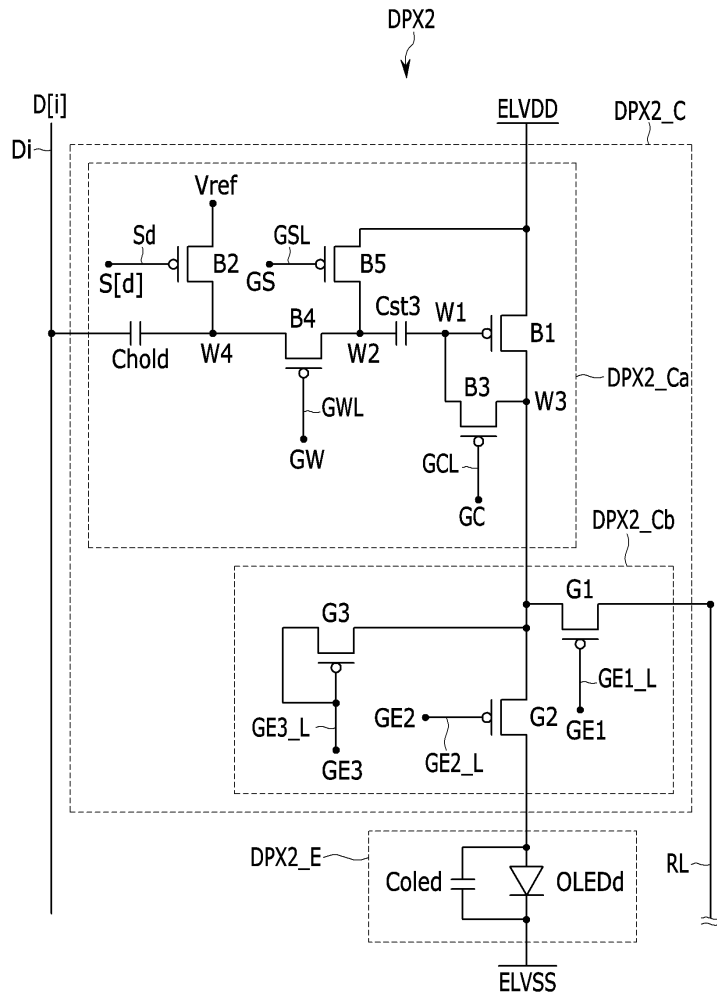 DPX2
D[i]
ELVDD
DPX2_C
Di
Vref
Sd
GSL
S[d]
B2
GS
B5
Cst3
W1
B4
B1
Chold
W4
W2
B3
W3
DPX2_Ca
GWL
GW
GCL
GC
DPX2_Cb
G1
G3
GE1_L
GE3_L
GE2
G2
GE1
GE3
GE2_L
DPX2_E
Coled
OLEDd
RL
ELVSS